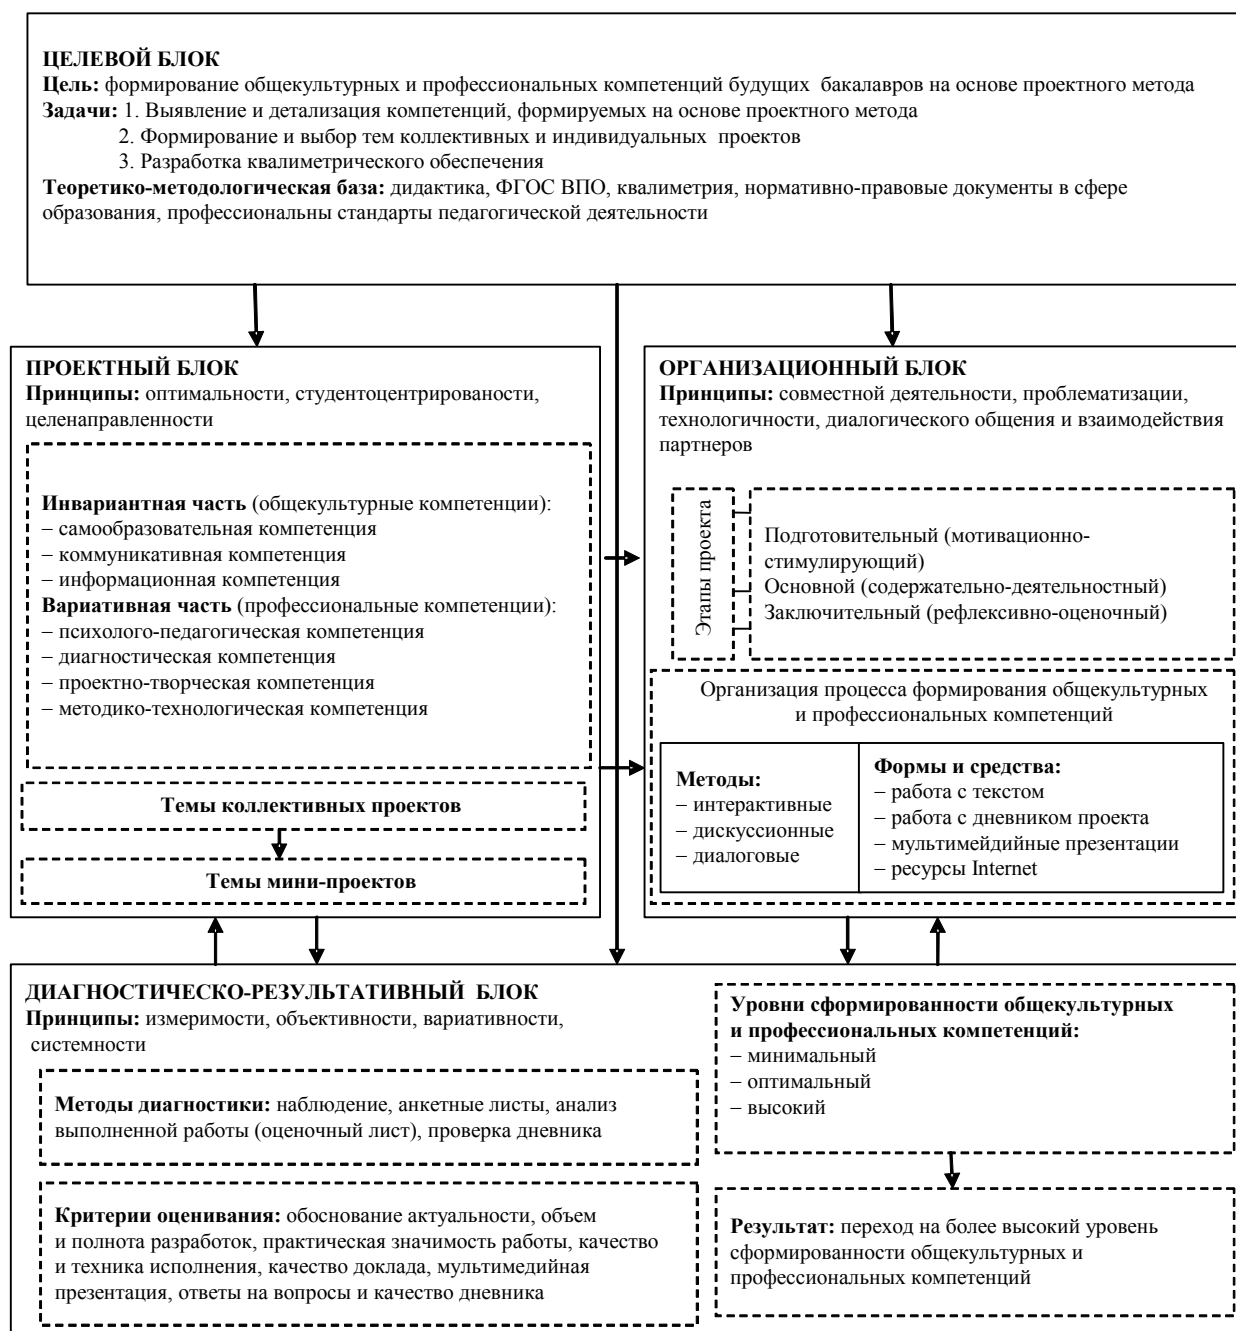 ЦЕЛЕВОЙ БЛОК
Цель: формирование общекультурных и профессиональных компетенций будущих бакалавров на основе проектного метода
Задачи: 1. Выявление и детализация компетенций, формируемых на основе проектного метода
2. Формирование и выбор тем коллективных и индивидуальных проектов
3. Разработка квалиметрического обеспечения
Теоретико-методологическая база: дидактика, ФГОС ВПО, квалиметрия, нормативно-правовые документы в сфере
образования, профессиональны стандарты педагогической деятельности
ПРОЕКТНЫЙ БЛОК
Принципы: оптимальности, студентоцентрированости,
целенаправленности
Инвариантная часть (общекультурные компетенции):
– самообразовательная компетенция
– коммуникативная компетенция
– информационная компетенция
Вариативная часть (профессиональные компетенции):
– психолого-педагогическая компетенция
– диагностическая компетенция
– проектно-творческая компетенция
– методико-технологическая компетенция
Темы коллективных проектов
Темы мини-проектов
ОРГАНИЗАЦИОННЫЙ БЛОК
Принципы: совместной деятельности, проблематизации,
технологичности, диалогического общения и взаимодействия
партнеров
Этапы проекта
Подготовительный (мотивационно-
стимулирующий)
Основной (содержательно-деятельностный)
Заключительный (рефлексивно-оценочный)
Организация процесса формирования общекультурных
и профессиональных компетенций
Методы:
– интерактивные
– дискуссионные
– диалоговые
Формы и средства:
– работа с текстом
– работа с дневником проекта
– мультимейдийные презентации
– ресурсы Internet
ДИАГНОСТИЧЕСКО-РЕЗУЛЬТАТИВНЫЙ БЛОК
Принципы: измеримости, объективности, вариативности,
системности
Методы диагностики: наблюдение, анкетные листы, анализ
выполненной работы (оценочный лист), проверка дневника
Критерии оценивания: обоснование актуальности, объем
и полнота разработок, практическая значимость работы, качество
и техника исполнения, качество доклада, мультимедийная
презентация, ответы на вопросы и качество дневника
Уровни сформированности общекультурных
и профессиональных компетенций:
– минимальный
– оптимальный
– высокий
Результат: переход на более высокий уровень
сформированности общекультурных и
профессиональных компетенций